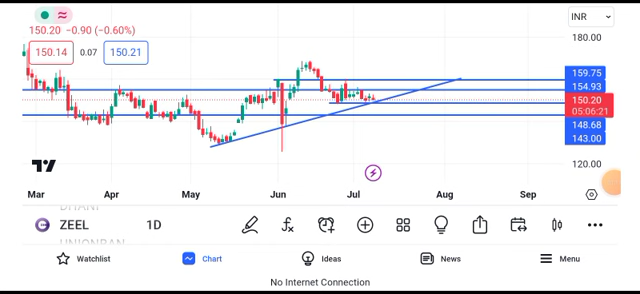 INR
150.20 −0.90 (−0.60%)
180.00
150.14 0.07 150.21
159.75
154.93
150.20
05:06:21
148.68
143.00
120.00
Mar Apr May Jun Jul Aug Sep
ZEEL 1D
Watchlist Chart Ideas News Menu
No Internet Connection